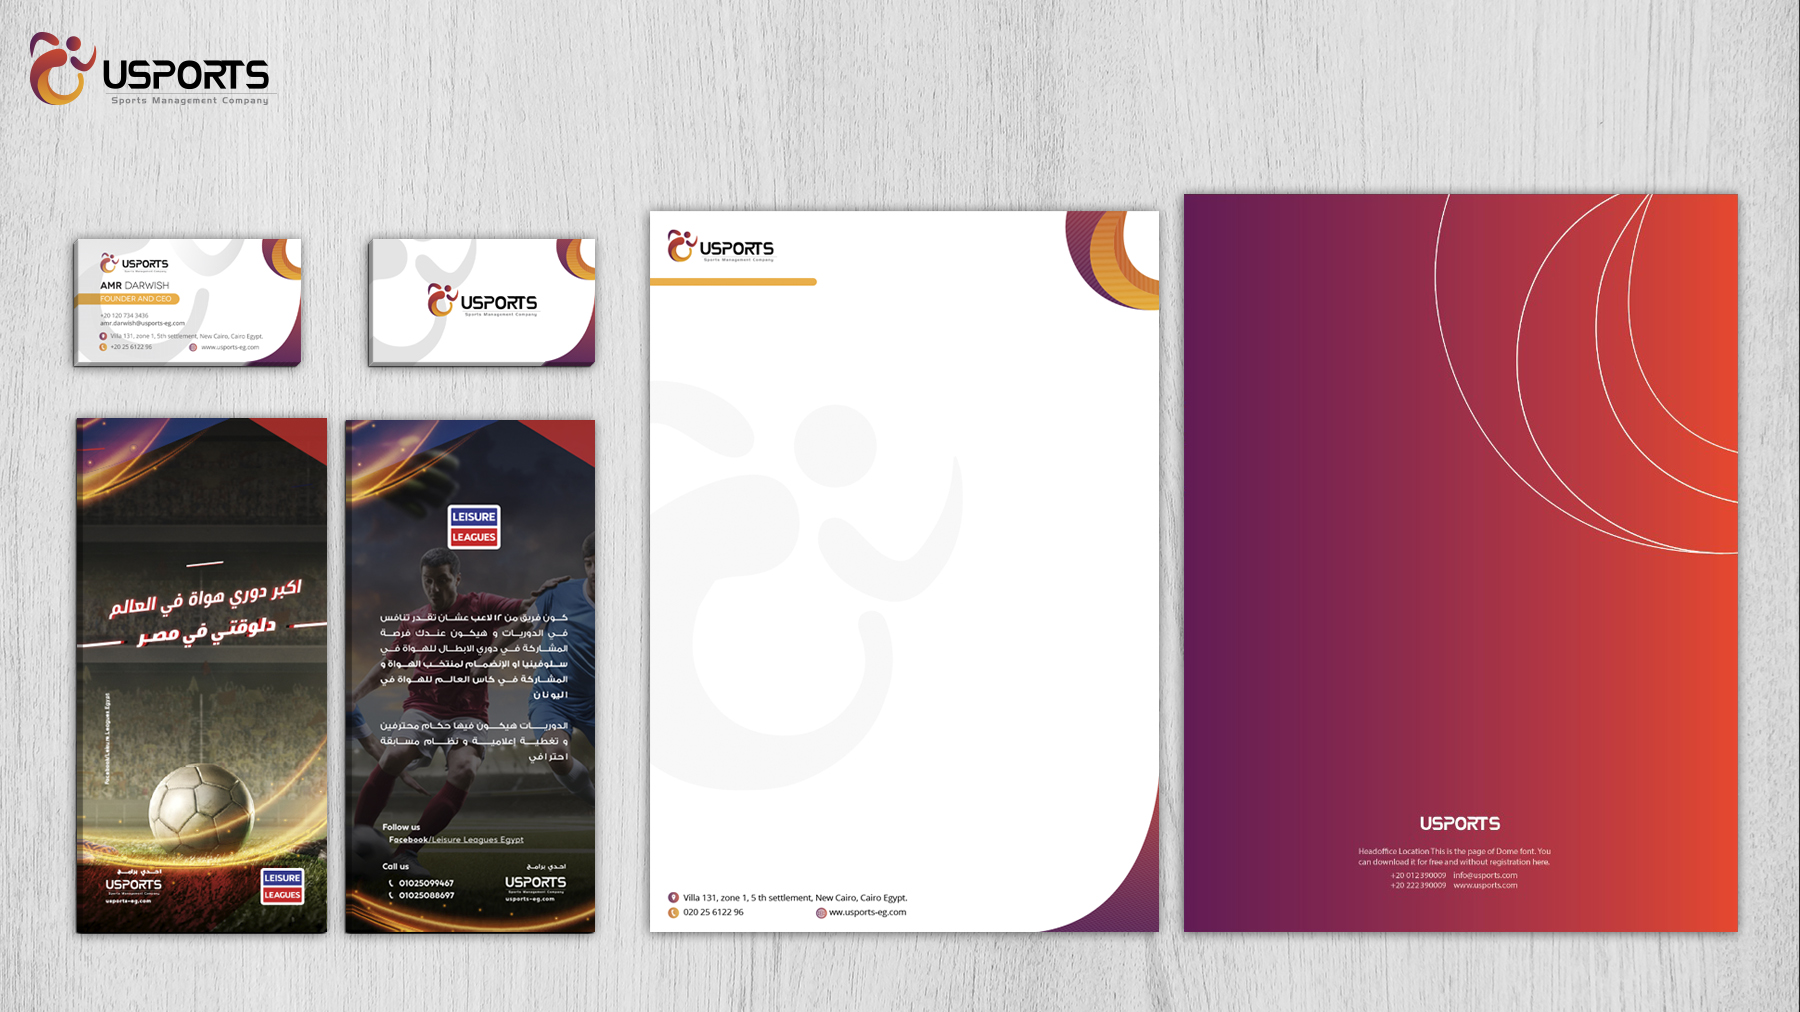 USPORTS
Sports Management Company
USPORTS
Sports Management Company
AMR DARWISH
FOUNDER AND CEO
+20 120 734 3436
amr.darwish@usports-eg.com
Villa 131, zone 1, 5th settlement, New Cairo, Cairo Egypt.
+20 25 6122 96
www.usports-eg.com
USPORTS
Sports Management Company
اكبر دوري هواة في العالم
دلوقتي في مصر
Facebook/Leisure Leagues Egypt
احدي برامج
USPORTS
Sports Management Company
usports-eg.com
LEISURE
LEAGUES
LEISURE
LEAGUES
كون فريق من ١٢ لاعب عشان تقدر تنافس
في الدوريات و هيكون عندك فرصة
المشاركة في دوري الابطال للهواة في
سلوفينيا او الإنضمام لمنتخب الهواة و
المشاركة في كاس العالم للهواة في
اليونان
الدوريات هيكون فيها حكام محترفين
و تغطية إعلامية و نظام مسابقة
احترافي
Follow us
Facebook/Leisure Leagues Egypt
Call us
01025099467
01025088697
احدي برامج
USPORTS
Sports Management Company
usports-eg.com
USPORTS
Sports Management Company
Villa 131, zone 1, 5 th settlement, New Cairo, Cairo Egypt.
020 25 6122 96
ww.usports-eg.com
USPORTS
Headoffice Location This is the page of Dome font. You
can download it for free and without registration here.
+20 012390009 info@usports.com
+20 222390009 www.usports.com